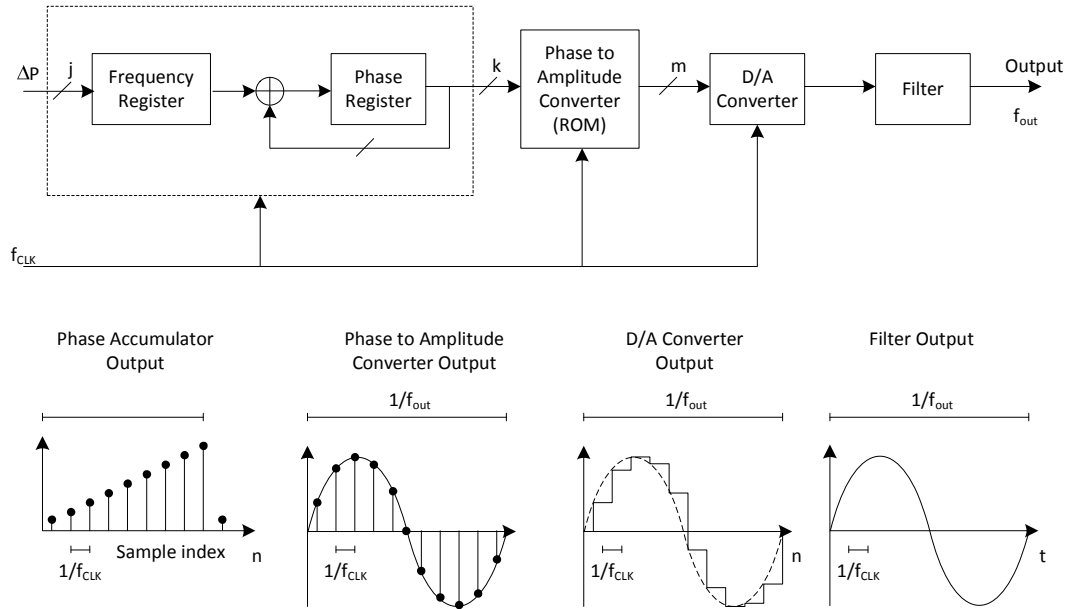 ΔP
j
Frequency
Register
Phase
Register
k
Phase to
Amplitude
Converter
(ROM)
m
D/A
Converter
Filter
Output
fout
fCLK
Phase Accumulator
Output
Phase to Amplitude
Converter Output
D/A Converter
Output
Filter Output
1/fout
1/fout
1/fout
Sample index
n
1/fCLK
1/fCLK
n
1/fCLK
t
1/fCLK